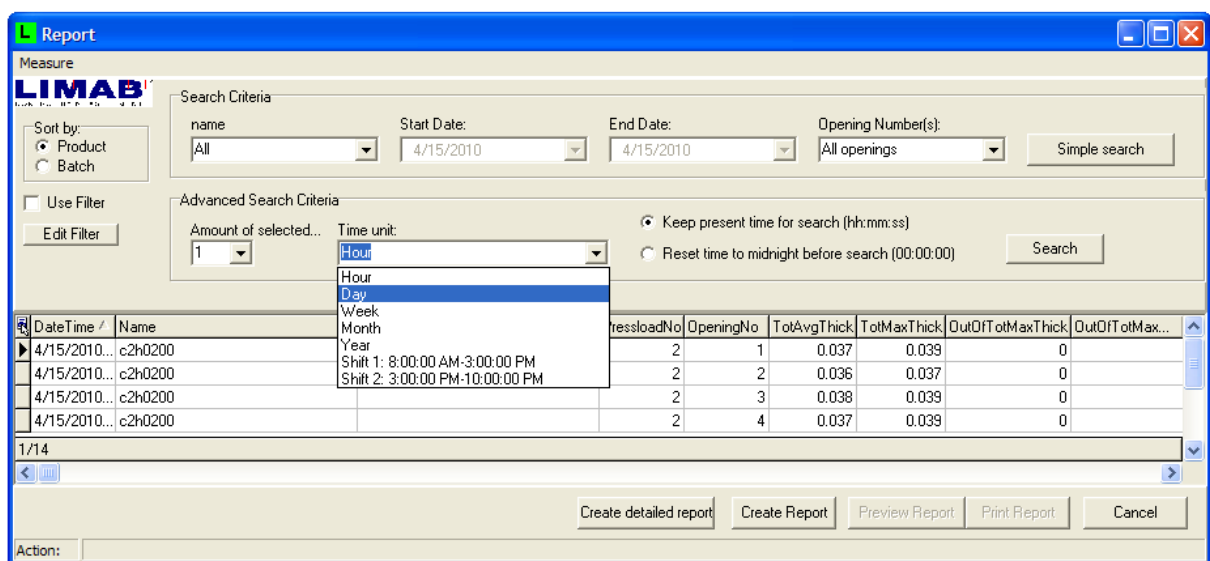 L Report
Measure
LIMAB
Search Criteria
Sort by:
Product
Batch
name
Start Date:
End Date:
Opening Number(s):
All
4/15/2010
4/15/2010
All openings
Simple search
Use Filter
Edit Filter
Advanced Search Criteria
Amount of selected...
Time unit:
1
Hour
Keep present time for search (hh:mm:ss)
Reset time to midnight before search (00:00:00)
Search
Hour
Day
Week
Month
Year
Shift 1: 8:00:00 AM-3:00:00 PM
Shift 2: 3:00:00 PM-10:00:00 PM
DateTime Name ressloadNo OpeningNo TotAvgThick TotMaxThick OutOfTotMaxThick OutOfTotMax...
4/15/2010... c2h0200 2 1 0.037 0.039 0
4/15/2010... c2h0200 2 2 0.036 0.037 0
4/15/2010... c2h0200 2 3 0.038 0.039 0
4/15/2010... c2h0200 2 4 0.037 0.039 0
1/14
Create detailed report Create Report Preview Report Print Report Cancel
Action: